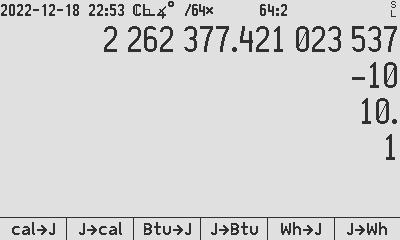 2022-12-18 22:53 ℂ∡° /64× 64:2 S L
2 262 377.421 023 537
-10
10.
1
cal→J J→cal Btu→J J→Btu Wh→J J→Wh